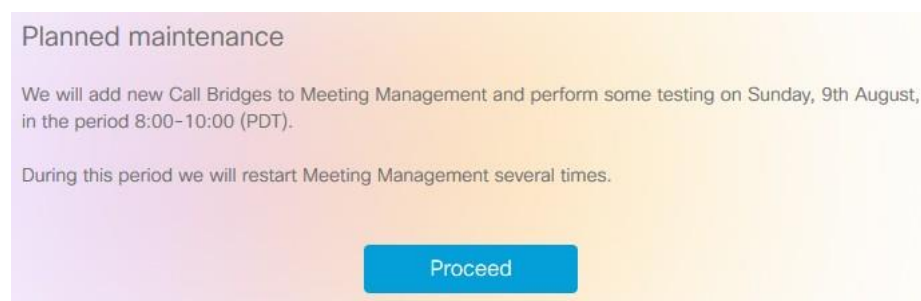 Planned maintenance
We will add new Call Bridges to Meeting Management and perform some testing on Sunday, 9th August,
in the period 8:00-10:00 (PDT).
During this period we will restart Meeting Management several times.
Proceed